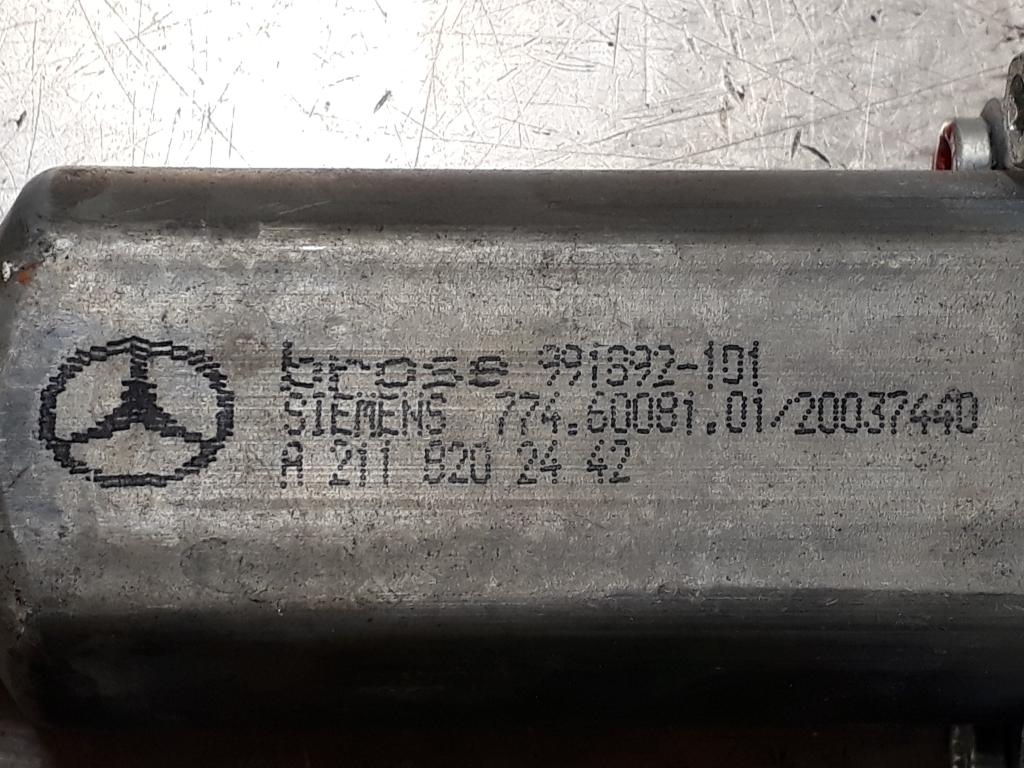 brose 991692-101
SIEMENS 774.60081.01/20037440
A 211 820 24 42